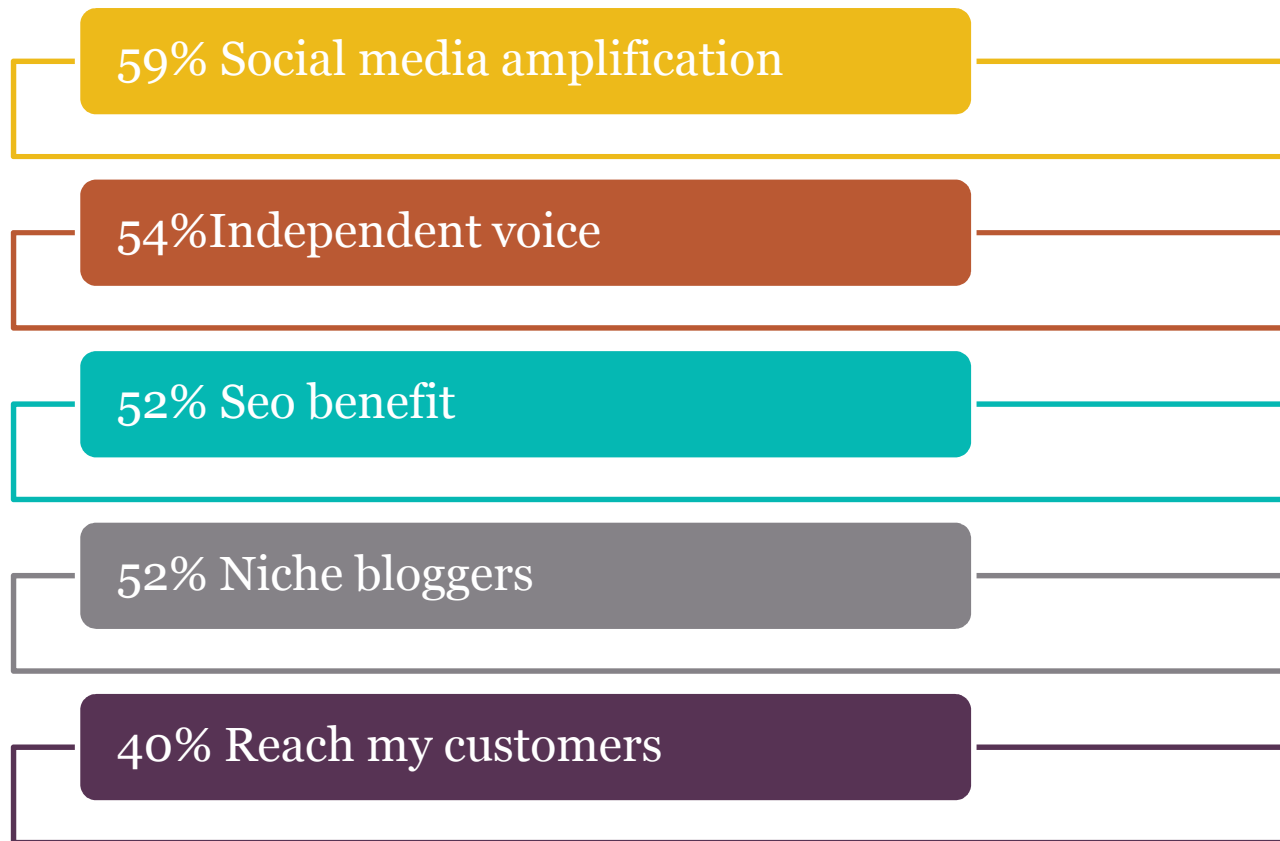 59% Social media amplification
54%Independent voice
52% Seo benefit
52% Niche bloggers
40% Reach my customers